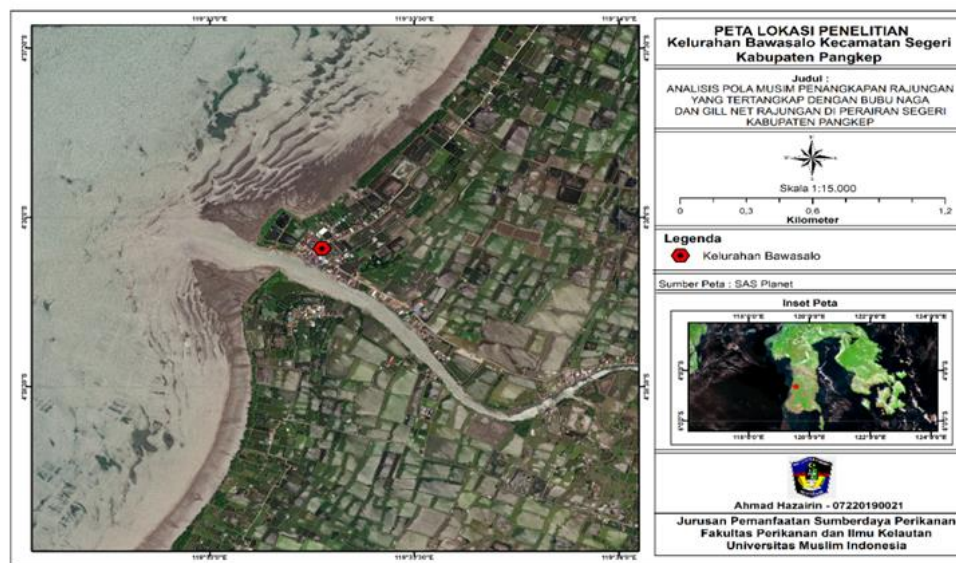 PETA LOKASI PENELITIAN
Kelurahan Bawasalo Kecamatan Segeri
Kabupaten Pangkep
Judul :
ANALISIS POLA MUSIM PENANGKAPAN RAJUNGAN
YANG TERTANGKAP DENGAN BUBU NAGA
DAN GILL NET RAJUNGAN DI PERAIRAN SEGERI
KABUPATEN PANGKEP
Skala 1:15.000
0 0,3 0,6 1,2
Kilometer
Legenda
Kelurahan Bawasalo
Sumber Peta : SAS Planet
Inset Peta
Ahmad Hazairin - 07220190021
Jurusan Pemanfaatan Sumberdaya Perikanan
Fakultas Perikanan dan Ilmu Kelautan
Universitas Muslim Indonesia